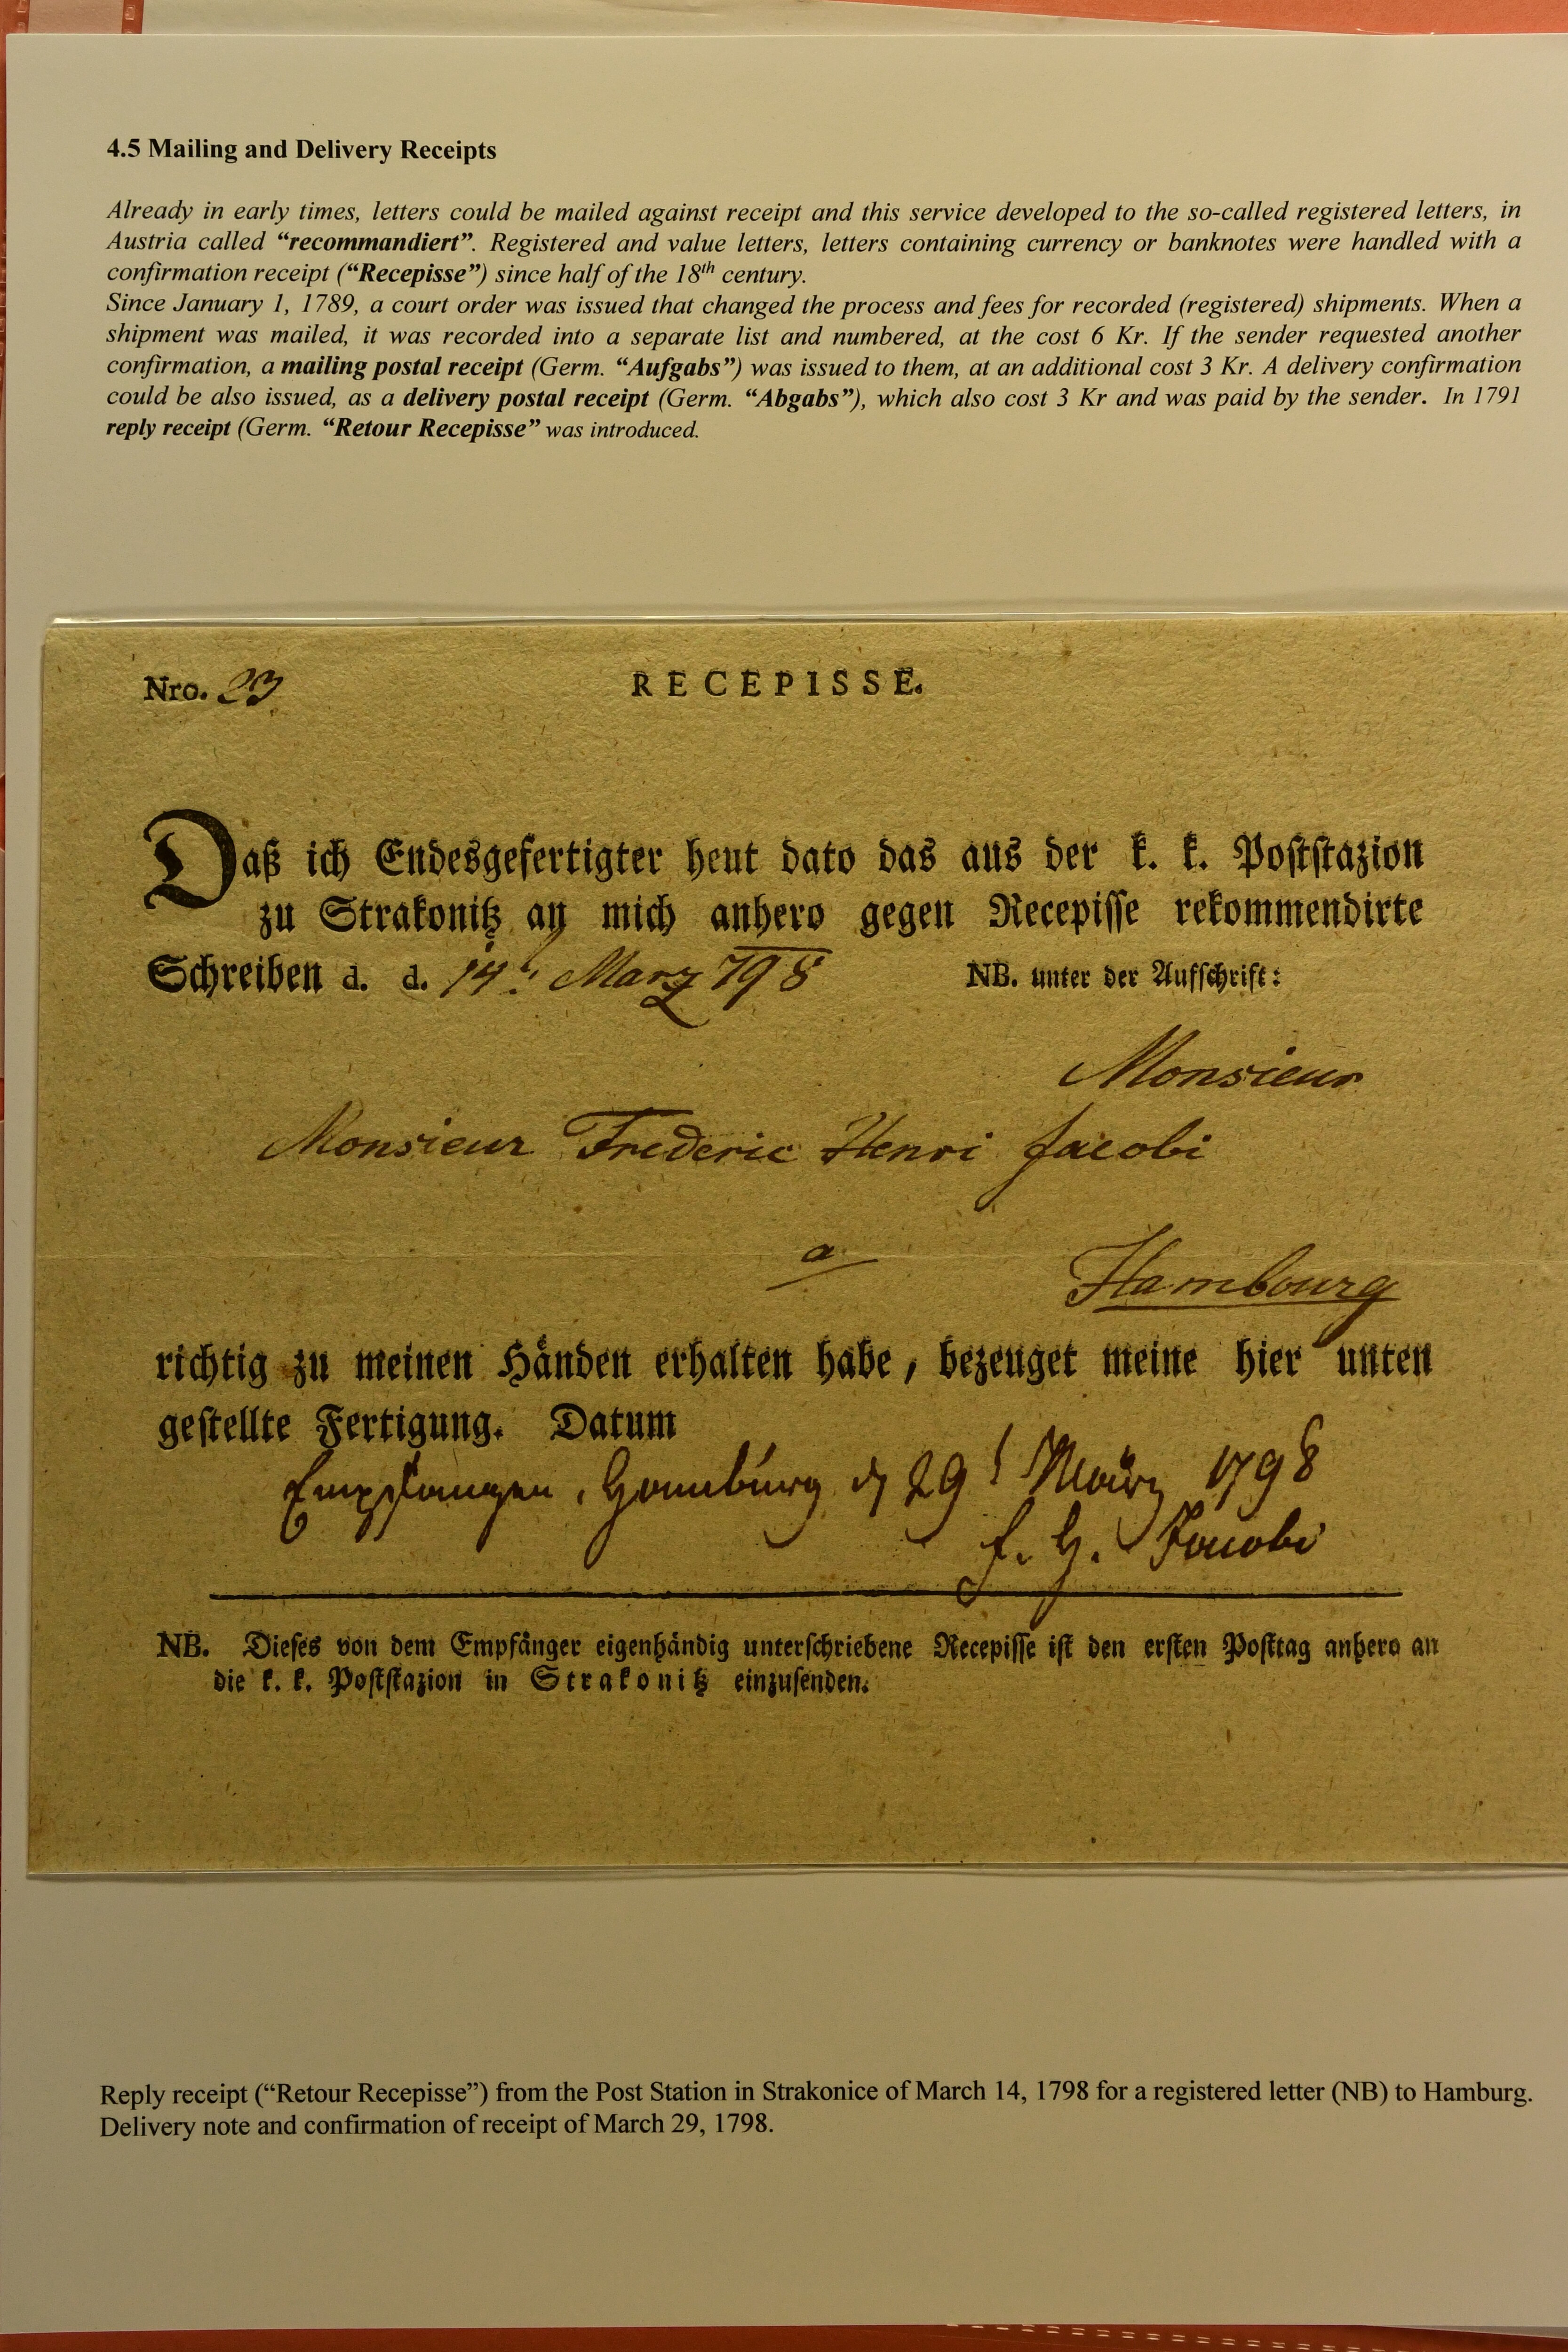 4.5 Mailing and Delivery Receipts
Already in early times, letters could be mailed against receipt and this service developed to the so-called registered letters, in
Austria called “recommandiert”. Registered and value letters, letters containing currency or banknotes were handled with a
confirmation receipt (“Recepisse”) since half of the 18th century.
Since January 1, 1789, a court order was issued that changed the process and fees for recorded (registered) shipments. When a
shipment was mailed, it was recorded into a separate list and numbered, at the cost 6 Kr. If the sender requested another
confirmation, a mailing postal receipt (Germ. “Aufgabs”) was issued to them, at an additional cost 3 Kr. A delivery confirmation
could be also issued, as a delivery postal receipt (Germ. “Abgabs”), which also cost 3 Kr and was paid by the sender. In 1791
reply receipt (Germ. “Retour Recepisse” was introduced.
Nro. 23
RECEPISSE.
Daß ich Endesgefertigter heut dato das aus der k. k. Poststazion
zu Strakonitz an mich anhero gegen Recepisse rekommendirte
Schreiben d. d. 14t. Marz 798 NB. unter der Aufschrift:
Monsieur
Monsieur Frederic Henri Jacobi
a
Hambourg
richtig zu meinen Händen erhalten habe, bezeuget meine hier unten
gestellte Fertigung. Datum
Empfangen, Hamburg d 29t März 1798
f. H. Jacobi
NB. Dieses von dem Empfänger eigenhändig unterschriebene Recepisse ist den ersten Posttag anhero an
die k. k. Poststazion in Strakonitz einzusenden.
Reply receipt (“Retour Recepisse”) from the Post Station in Strakonice of March 14, 1798 for a registered letter (NB) to Hamburg.
Delivery note and confirmation of receipt of March 29, 1798.